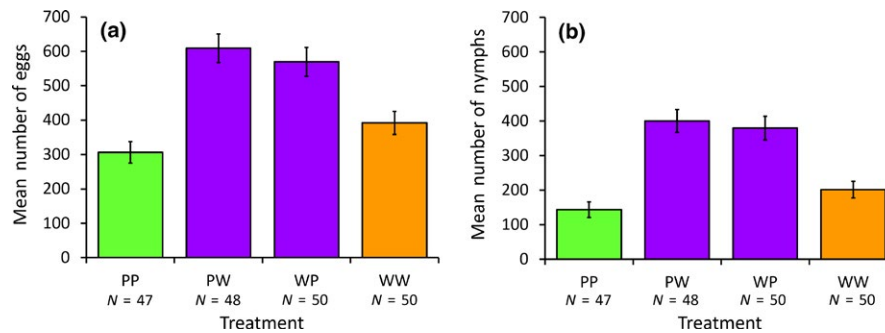 (a)
Mean number of eggs
700
600
500
400
300
200
100
0
PP PW WP WW
N = 47 N = 48 N = 50 N = 50
Treatment
(b)
Mean number of nymphs
700
600
500
400
300
200
100
0
PP PW WP WW
N = 47 N = 48 N = 50 N = 50
Treatment